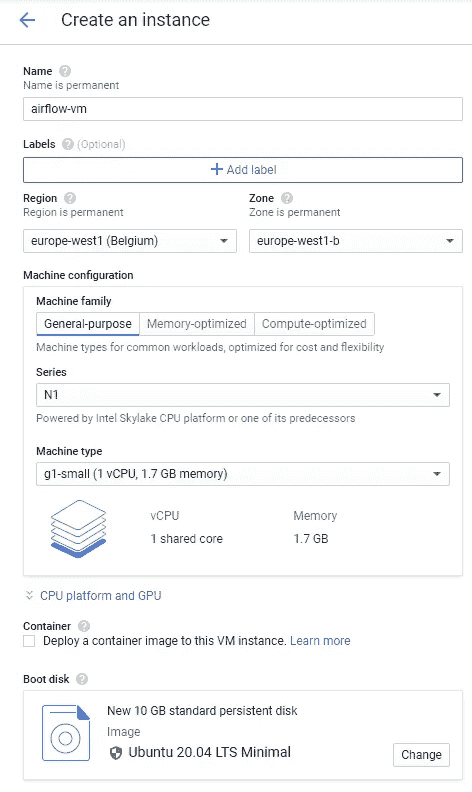 Create an instance
Name ?
Name is permanent
airflow-vm
Labels ? (Optional)
+ Add label
Region ?
Region is permanent
Zone ?
Zone is permanent
europe-west1 (Belgium)
europe-west1-b
Machine configuration
Machine family
General-purpose Memory-optimized Compute-optimized
Machine types for common workloads, optimized for cost and flexibility
Series
N1
Powered by Intel Skylake CPU platform or one of its predecessors
Machine type
g1-small (1 vCPU, 1.7 GB memory)
vCPU Memory
1 shared core 1.7 GB
CPU platform and GPU
Container ?
Deploy a container image to this VM instance. Learn more
Boot disk ?
New 10 GB standard persistent disk
Image
Ubuntu 20.04 LTS Minimal
Change